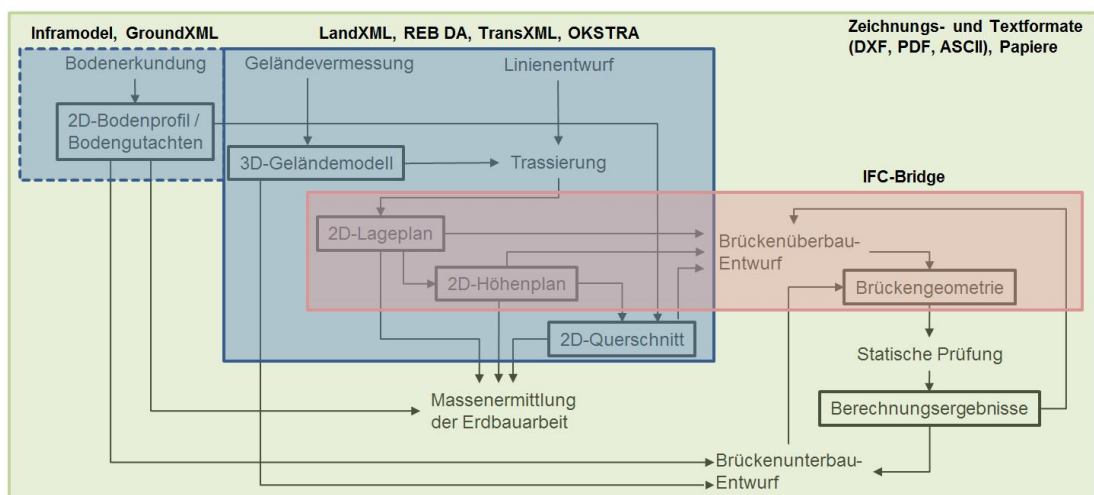 Inframodel, GroundXML
LandXML, REB DA, TransXML, OKSTRA
Zeichnungs- und Textformate
(DXF, PDF, ASCII), Papiere
Bodenerkundung
Geländevermessung
Linienentwurf
2D-Bodenprofil /
Bodengutachten
3D-Geländemodell
Trassierung
IFC-Bridge
2D-Lageplan
Brückenüberbau-
Entwurf
2D-Höhenplan
Brückengeometrie
2D-Querschnitt
Statische Prüfung
Massenermittlung
der Erdbauarbeit
Berechnungsergebnisse
Brückenunterbau-
Entwurf